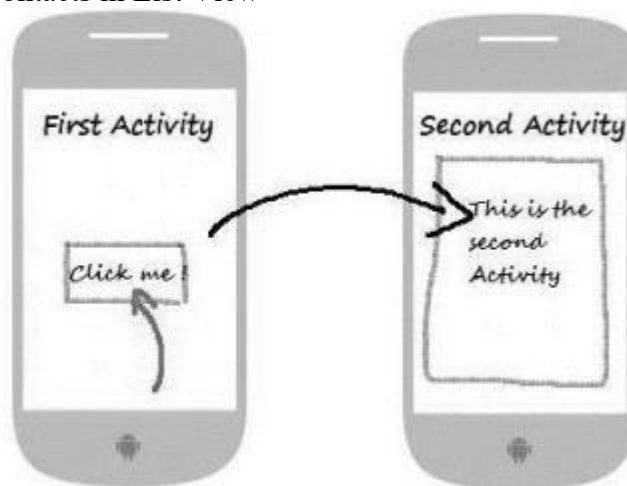 First Activity
Click me !
Second Activity
This is the
second
Activity